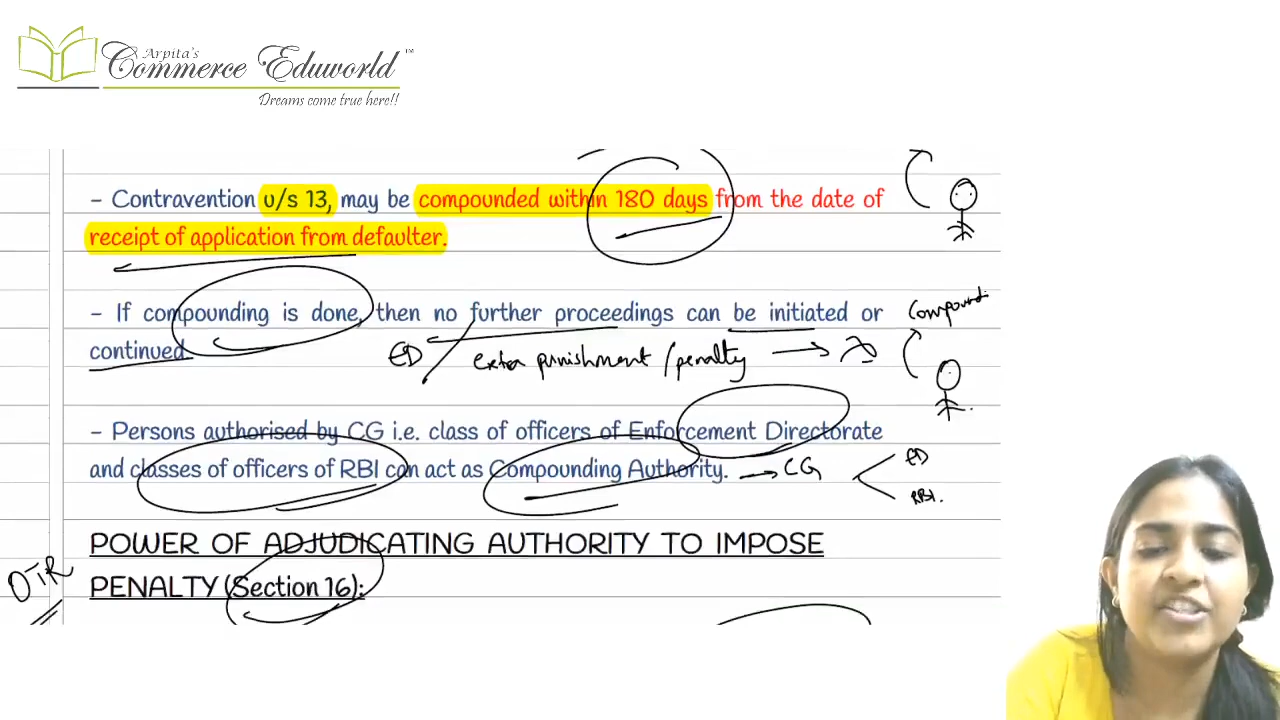 Arpita's
Commerce Eduworld™
Dreams come true here!!
- Contravention u/s 13, may be compounded within 180 days from the date of
receipt of application from defaulter.
- If compounding is done, then no further proceedings can be initiated or
continued.
Compoundi
ED extra punishment / penalty
- Persons authorised by CG i.e. class of officers of Enforcement Directorate
and classes of officers of RBI can act as Compounding Authority. → CG
ED
RBI.
POWER OF ADJUDICATING AUTHORITY TO IMPOSE
PENALTY (Section 16):